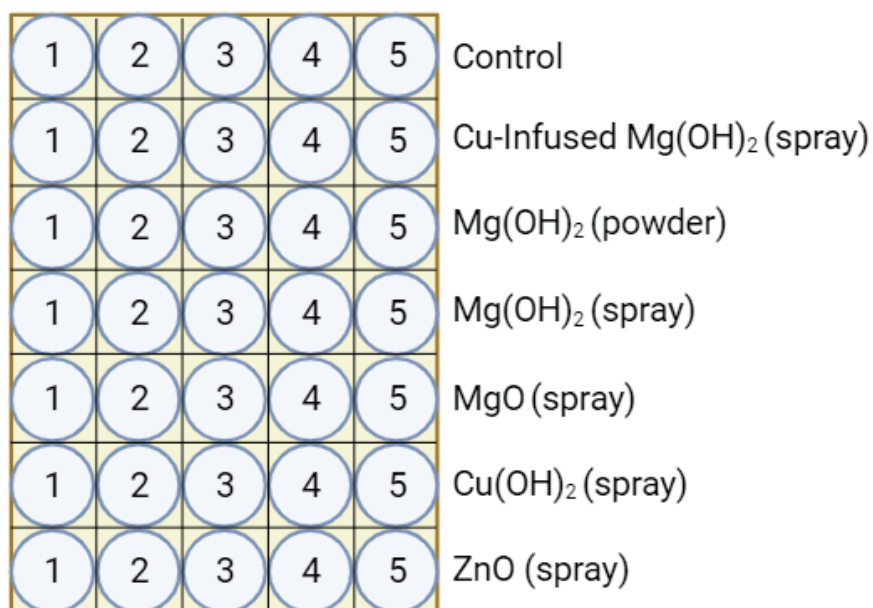 1 2 3 4 5 Control
1 2 3 4 5 Cu-Infused Mg(OH)₂ (spray)
1 2 3 4 5 Mg(OH)₂ (powder)
1 2 3 4 5 Mg(OH)₂ (spray)
1 2 3 4 5 MgO (spray)
1 2 3 4 5 Cu(OH)₂ (spray)
1 2 3 4 5 ZnO (spray)